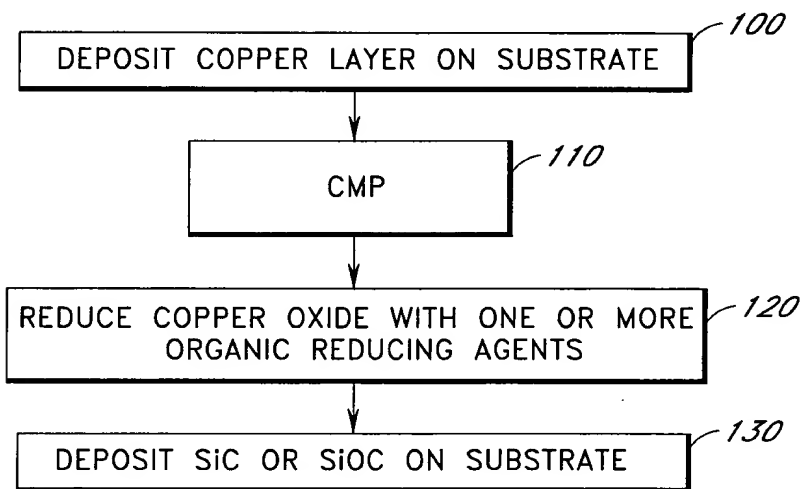 100
DEPOSIT COPPER LAYER ON SUBSTRATE
110
CMP
120
REDUCE COPPER OXIDE WITH ONE OR MORE
ORGANIC REDUCING AGENTS
130
DEPOSIT SiC OR SiOC ON SUBSTRATE